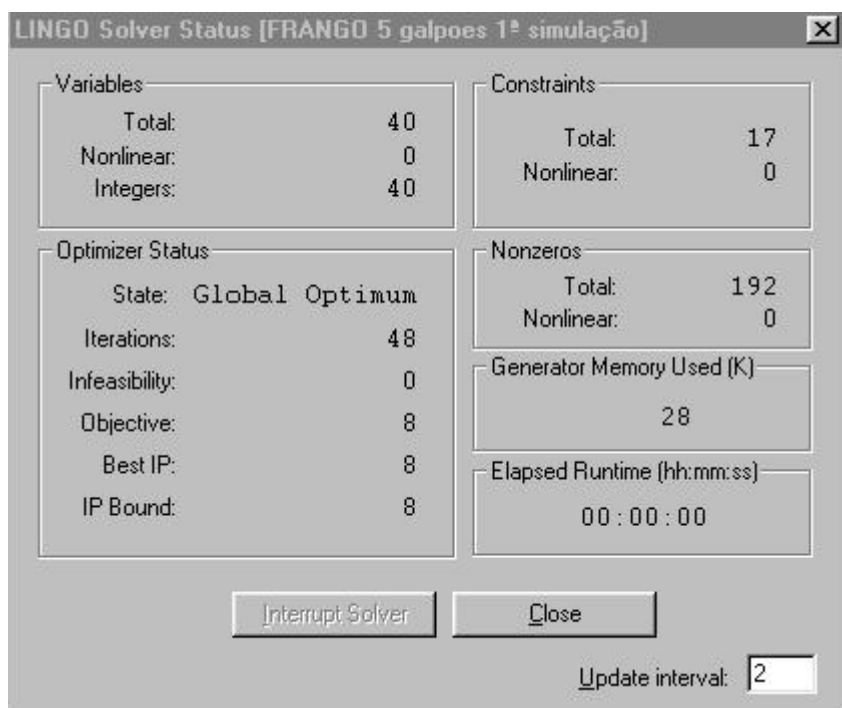 LINGO Solver Status [FRANGO 5 galpoes 1ª simulação]
Variables
Total: 40
Nonlinear: 0
Integers: 40
Constraints
Total: 17
Nonlinear: 0
Optimizer Status
State: Global Optimum
Iterations: 48
Infeasibility: 0
Objective: 8
Best IP: 8
IP Bound: 8
Nonzeros
Total: 192
Nonlinear: 0
Generator Memory Used (K)
28
Elapsed Runtime (hh:mm:ss)
00:00:00
Interrupt Solver
Close
Update interval: 2